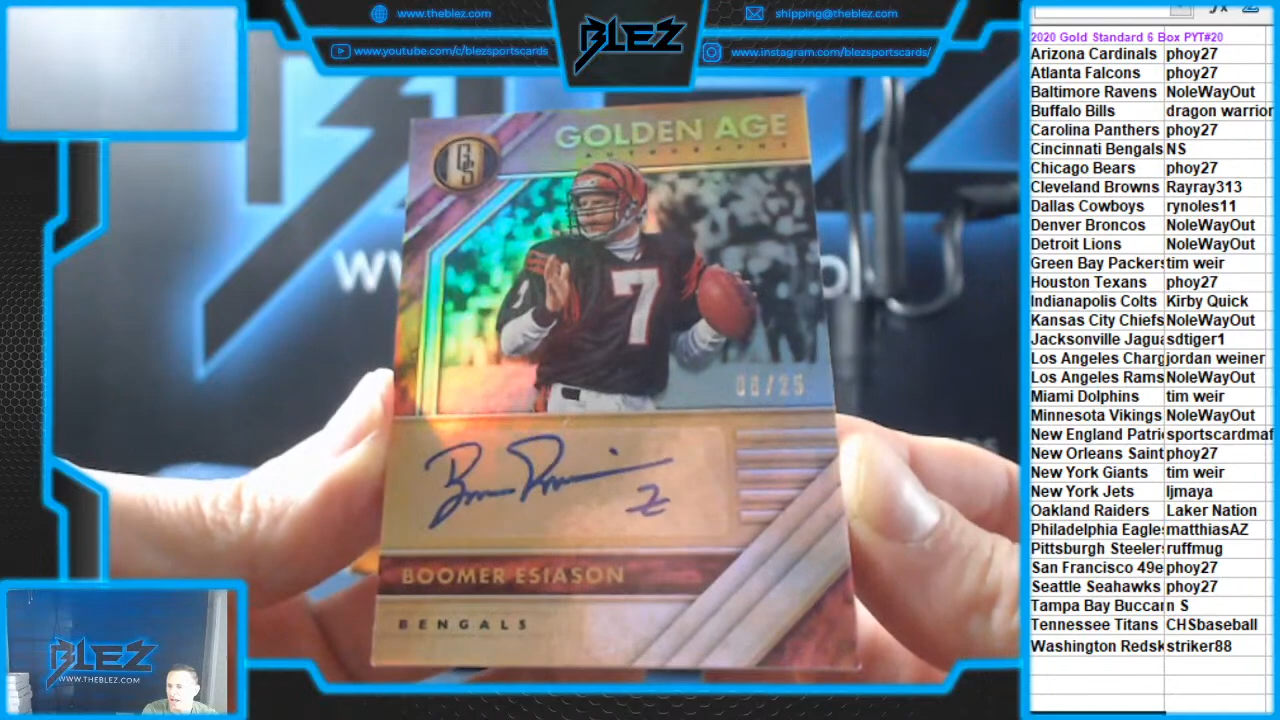 www.theblez.com
www.youtube.com/c/blezsportscards
BLEZ
shipping@theblez.com
www.instagram.com/blezsportscards/
GOLDEN AGE
AUTOGRAPHS
GS
7
08/25
Boomer Esiason 7
BOOMER ESIASON
BENGALS
BLEZ
WWW.THEBLEZ.COM
2020 Gold Standard 6 Box PYT#20
Arizona Cardinals phoy27
Atlanta Falcons phoy27
Baltimore Ravens NoleWayOut
Buffalo Bills dragon warrior
Carolina Panthers phoy27
Cincinnati Bengals NS
Chicago Bears phoy27
Cleveland Browns Rayray313
Dallas Cowboys rynoles11
Denver Broncos NoleWayOut
Detroit Lions NoleWayOut
Green Bay Packers tim weir
Houston Texans phoy27
Indianapolis Colts Kirby Quick
Kansas City Chiefs NoleWayOut
Jacksonville Jagua sdtiger1
Los Angeles Charg jordan weiner
Los Angeles Rams NoleWayOut
Miami Dolphins tim weir
Minnesota Vikings NoleWayOut
New England Patri sportscardmaf
New Orleans Saint phoy27
New York Giants tim weir
New York Jets ljmaya
Oakland Raiders Laker Nation
Philadelphia Eagle matthiasAZ
Pittsburgh Steeler ruffmug
San Francisco 49e phoy27
Seattle Seahawks phoy27
Tampa Bay Buccan n S
Tennessee Titans CHSbaseball
Washington Redsk striker88